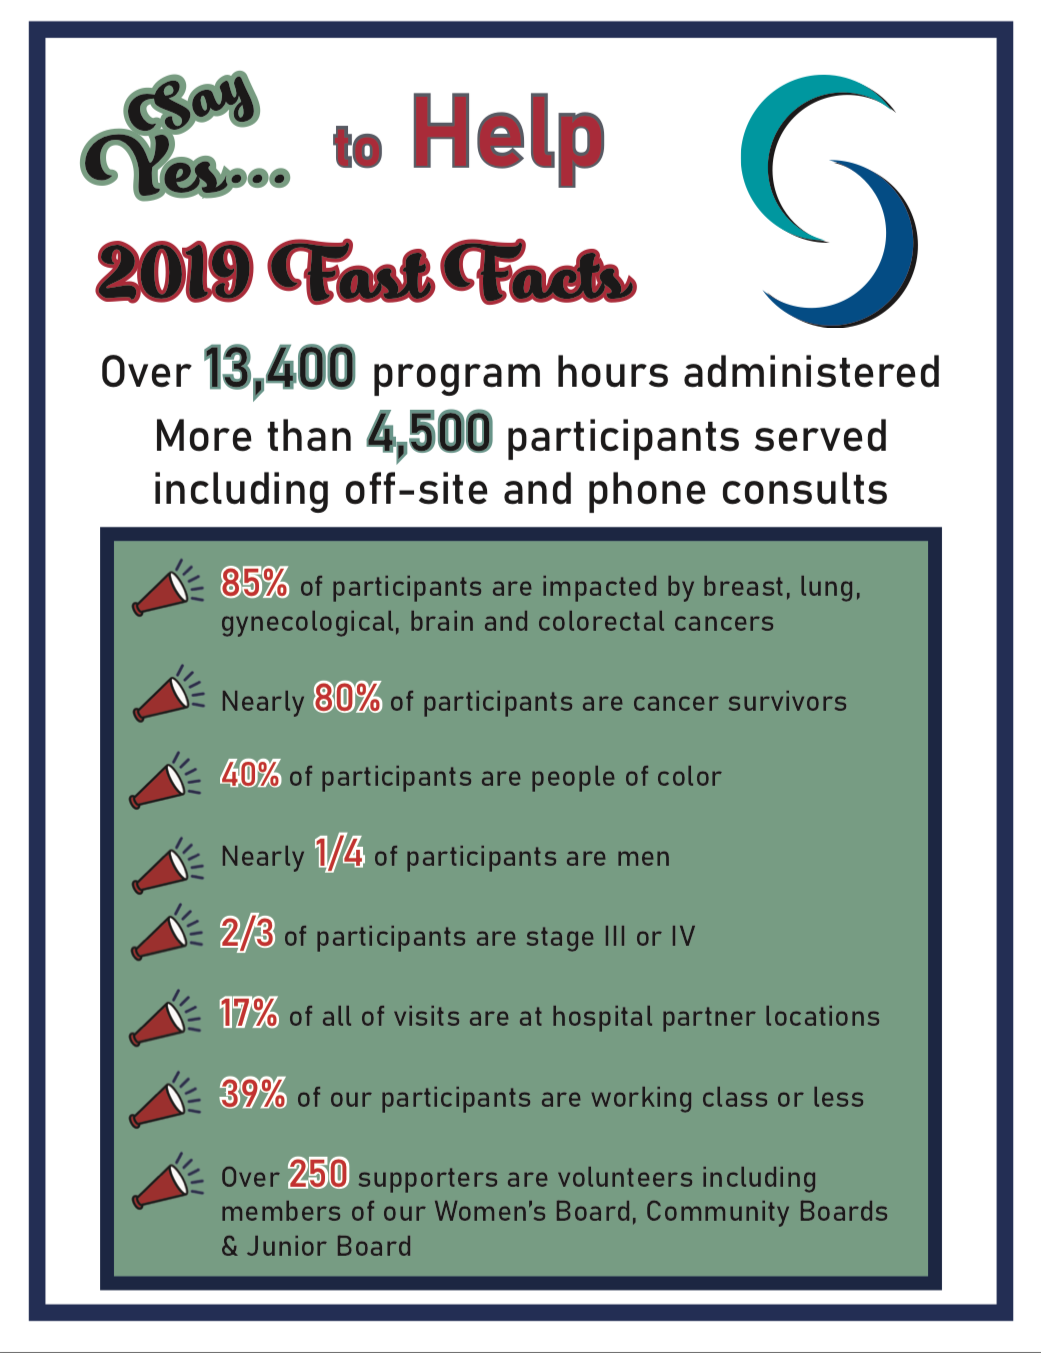 Say
Yes... to Help
2019 Fast Facts
Over 13,400 program hours administered
More than 4,500 participants served
including off-site and phone consults
85% of participants are impacted by breast, lung,
gynecological, brain and colorectal cancers
Nearly 80% of participants are cancer survivors
40% of participants are people of color
Nearly 1/4 of participants are men
2/3 of participants are stage III or IV
17% of all of visits are at hospital partner locations
39% of our participants are working class or less
Over 250 supporters are volunteers including
members of our Women's Board, Community Boards
& Junior Board